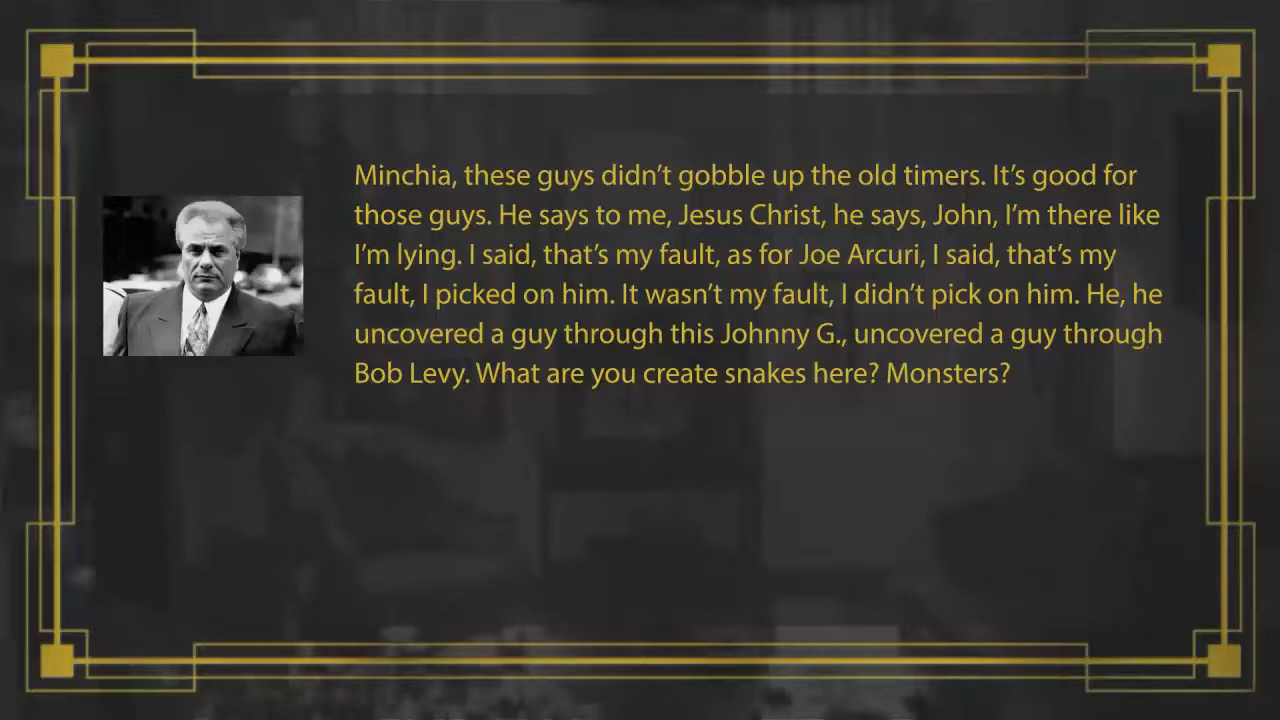 Minchia, these guys didn’t gobble up the old timers. It’s good for
those guys. He says to me, Jesus Christ, he says, John, I’m there like
I’m lying. I said, that’s my fault, as for Joe Arcuri, I said, that’s my
fault, I picked on him. It wasn’t my fault, I didn’t pick on him. He, he
uncovered a guy through this Johnny G., uncovered a guy through
Bob Levy. What are you create snakes here? Monsters?